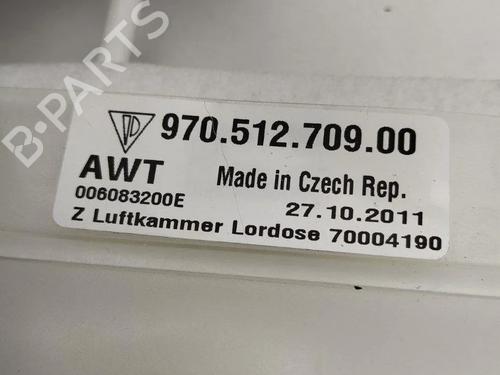 B-PARTS
970.512.709.00
AWT Made in Czech Rep.
006083200E 27.10.2011
Z Luftkammer Lordose 70004190